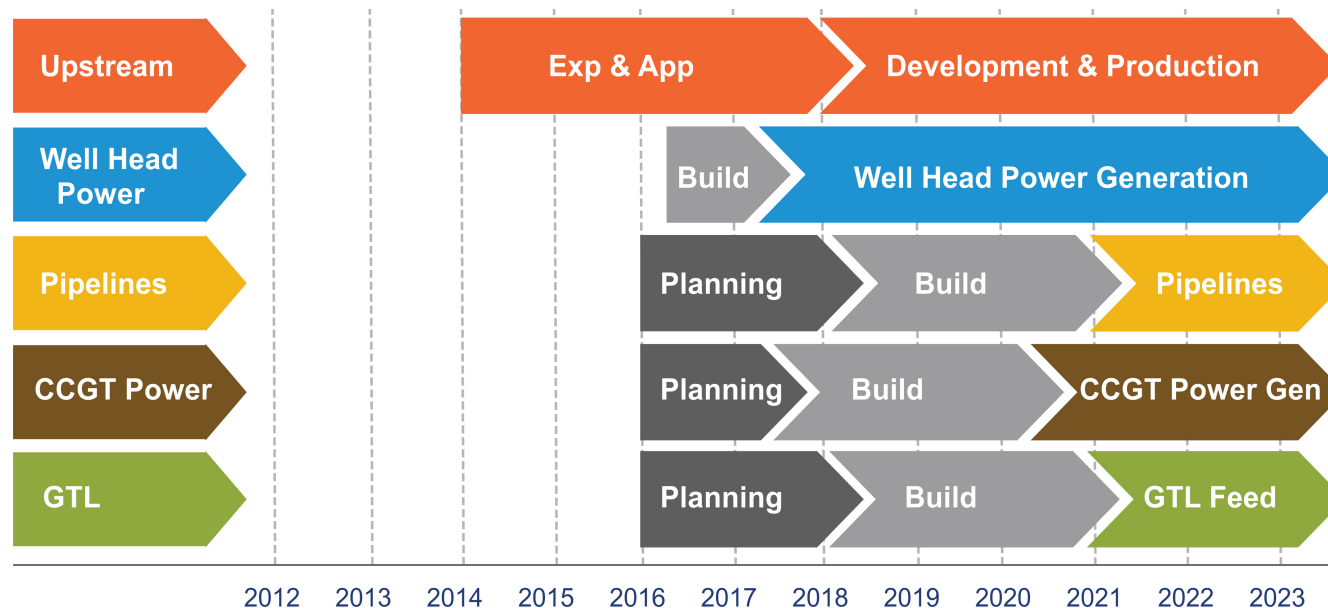 Upstream
Exp & App
Development & Production
Well Head
Power
Build
Well Head Power Generation
Pipelines
Planning
Build
Pipelines
CCGT Power
Planning
Build
CCGT Power Gen
GTL
Planning
Build
GTL Feed
2012 2013 2014 2015 2016 2017 2018 2019 2020 2021 2022 2023